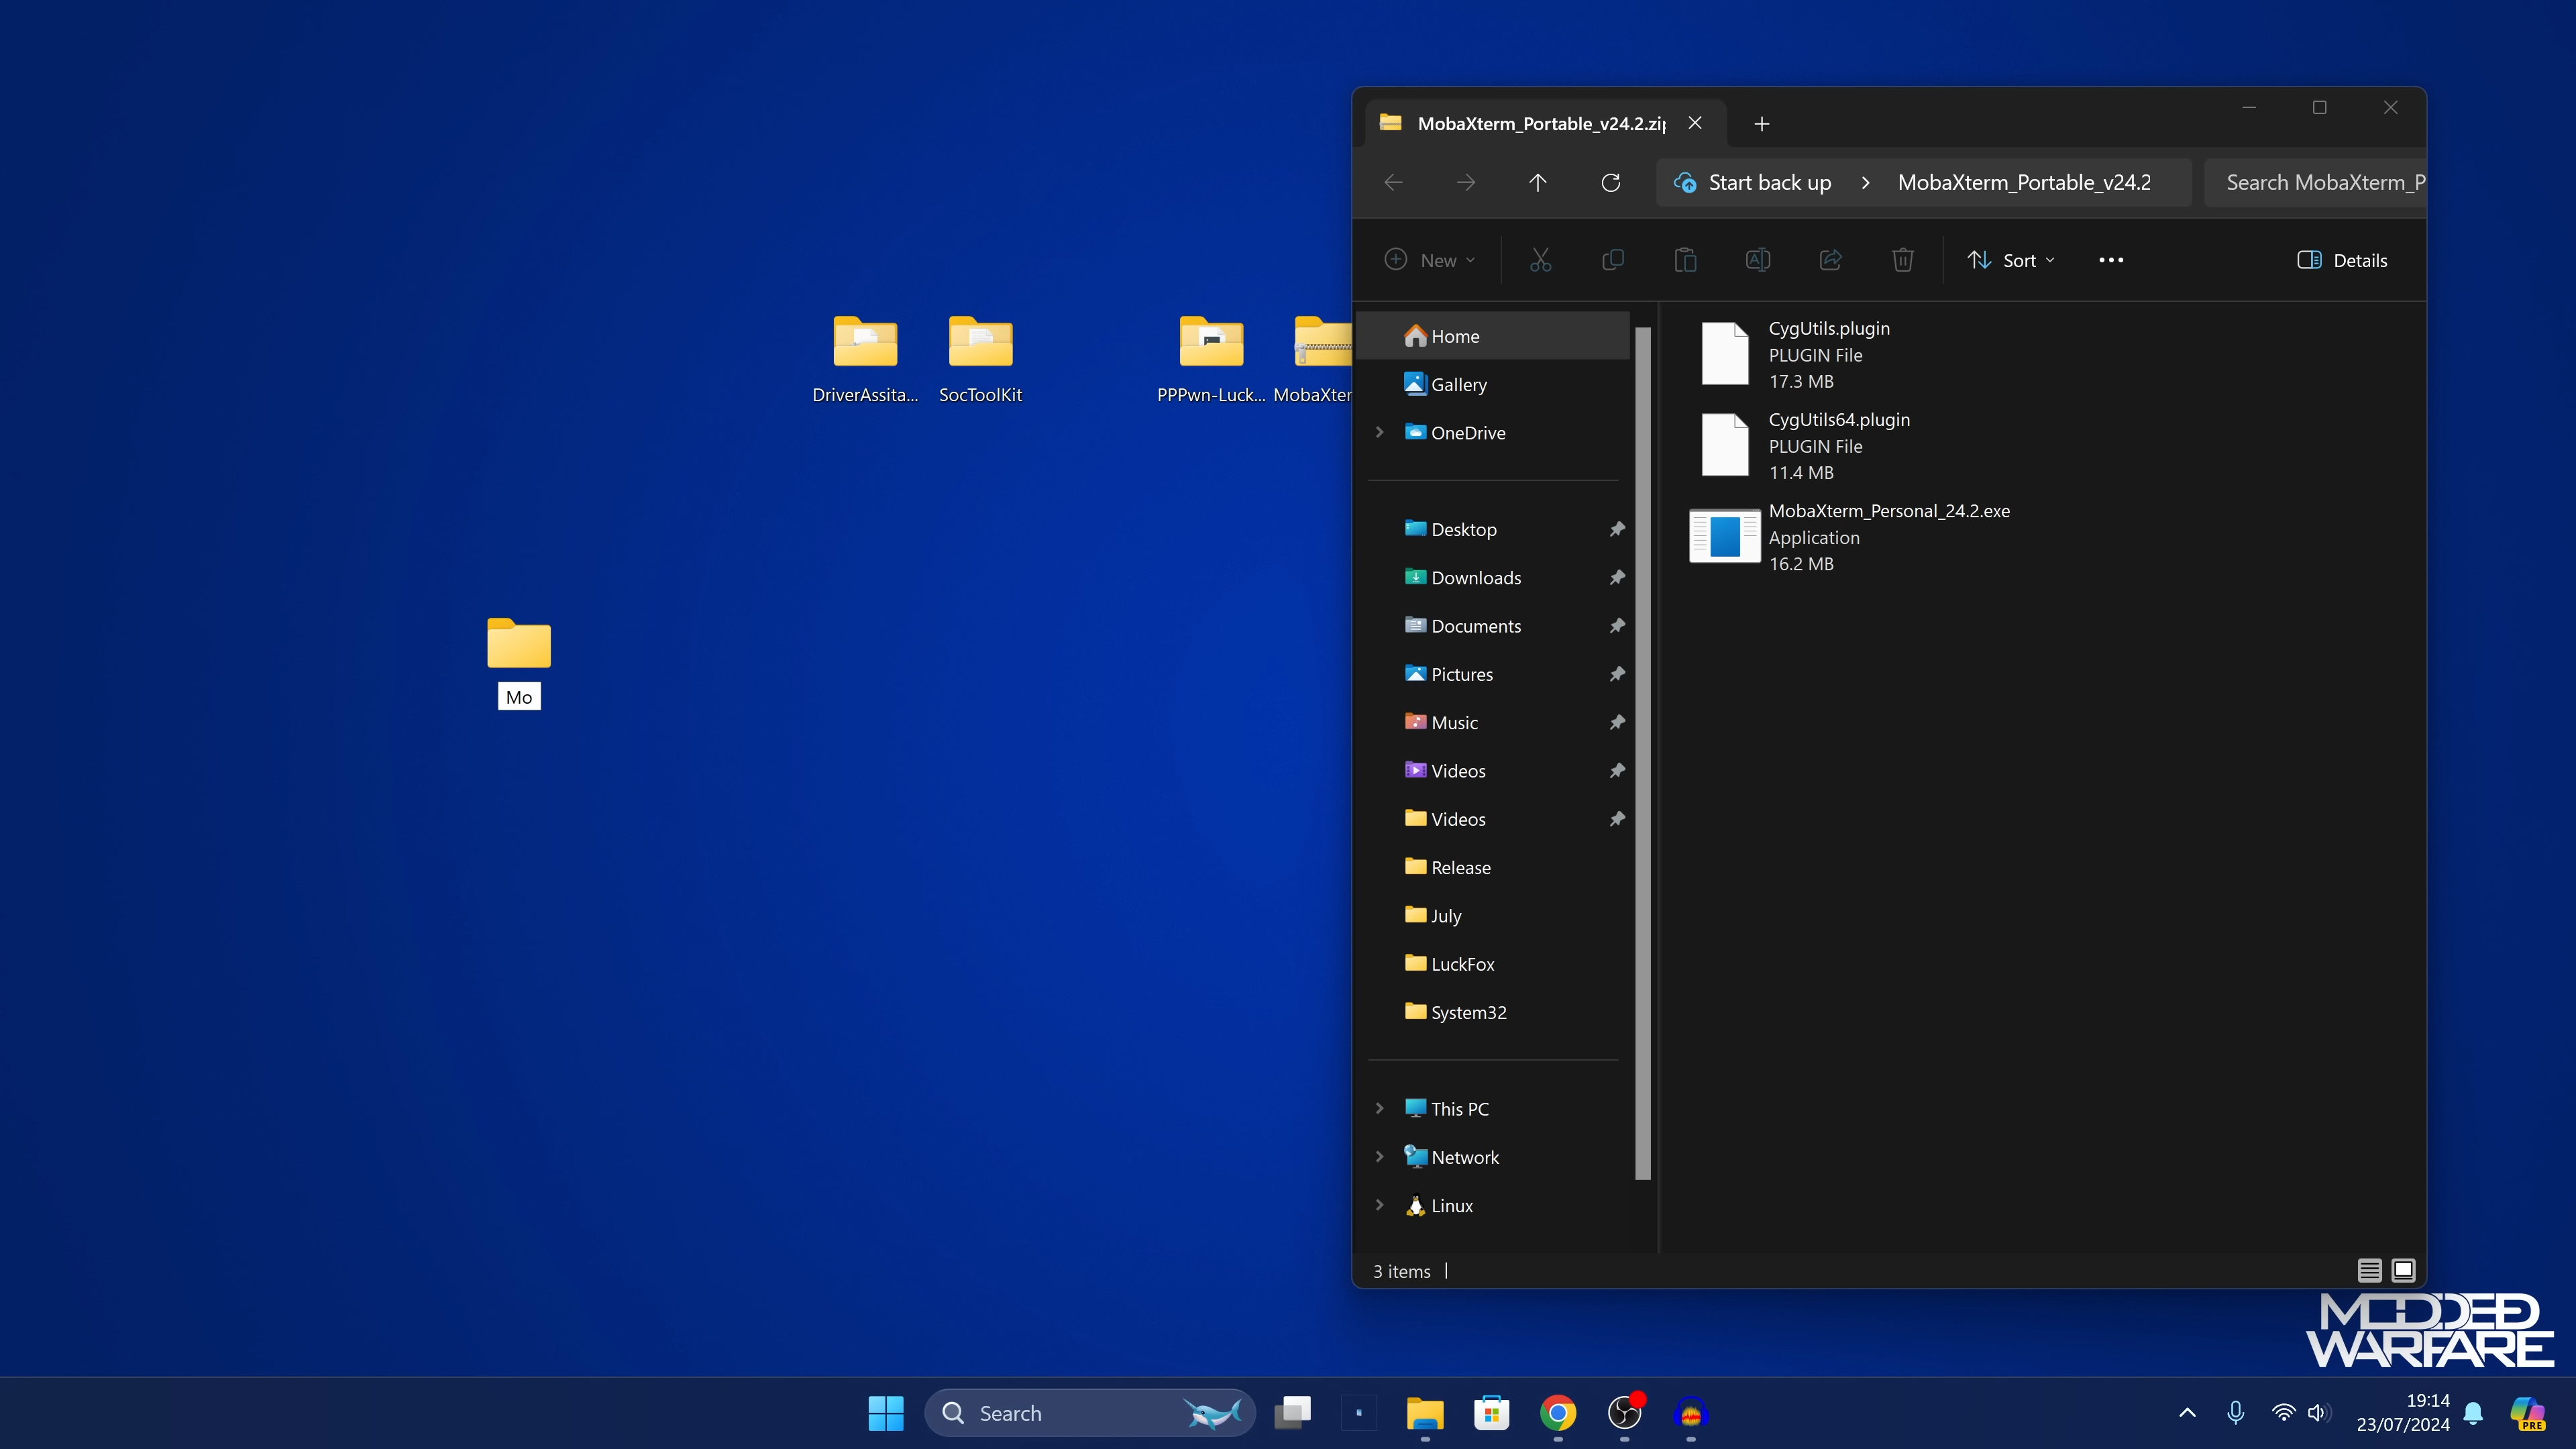 MobaXterm_Portable_v24.2.zip
Start back up
MobaXterm_Portable_v24.2
Search MobaXterm_P
New
Sort
Details
DriverAssita...
SocToolKit
PPPwn-Luck...
MobaXter
Mo
Home
Gallery
OneDrive
Desktop
Downloads
Documents
Pictures
Music
Videos
Videos
Release
July
LuckFox
System32
This PC
Network
Linux
CygUtils.plugin
PLUGIN File
17.3 MB
CygUtils64.plugin
PLUGIN File
11.4 MB
MobaXterm_Personal_24.2.exe
Application
16.2 MB
3 items
MODDED
WARFARE
Search
19:14
23/07/2024
PRE